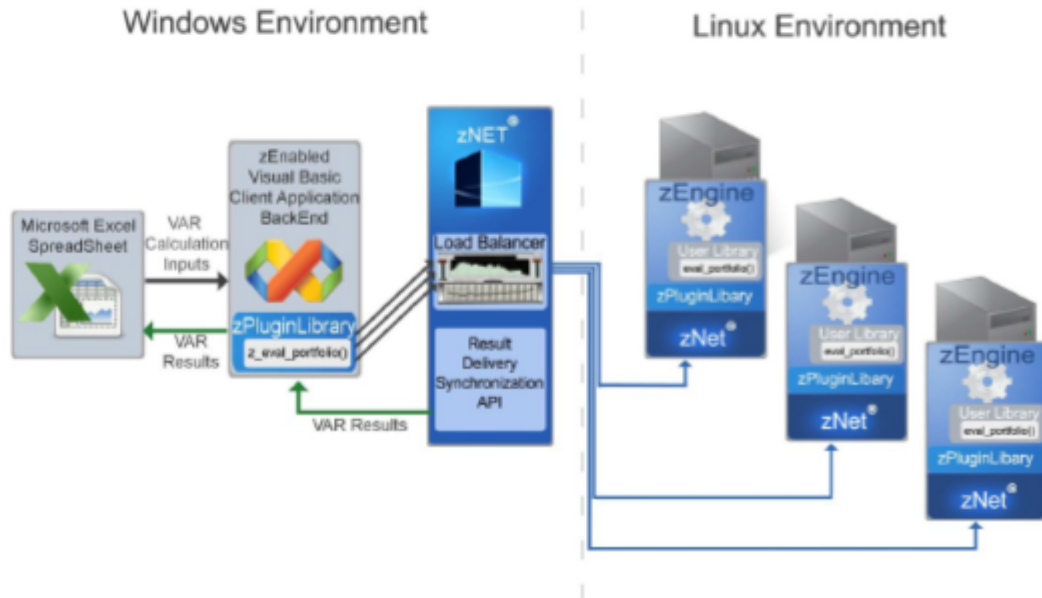 Windows Environment
Linux Environment
Microsoft Excel
SpreadSheet
VAR
Calculation
Inputs
VAR
Results
zEnabled
Visual Basic
Client Application
BackEnd
zPluginLibrary
z_eval_portfolio()
VAR Results
zNET®
Load Balancer
Result
Delivery
Synchronization
API
zEngine
User Library
eval_portfolio()
zPluginLibary
zNet®
zEngine
User Library
eval_portfolio()
zPluginLibary
zNet®
zEngine
User Library
eval_portfolio()
zPluginLibary
zNet®